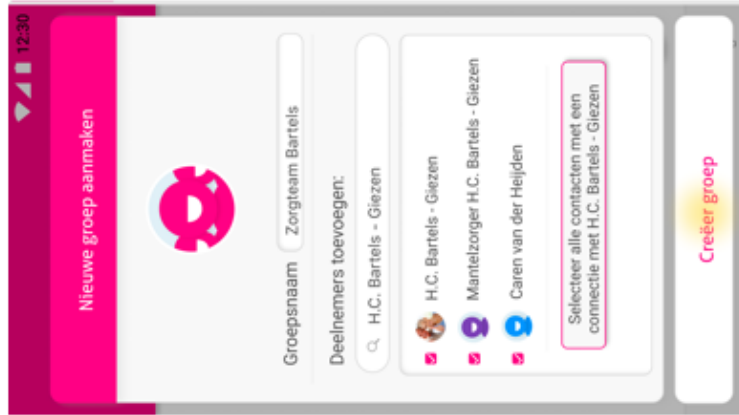 12:30
Nieuwe groep aanmaken
Groepsnaam Zorgteam Bartels
Deelnemers toevoegen:
H.C. Bartels - Giezen
H.C. Bartels - Giezen
Mantelzorger H.C. Bartels - Giezen
Caren van der Heijden
Selecteer alle contacten met een
connectie met H.C. Bartels - Giezen
Creëer groep